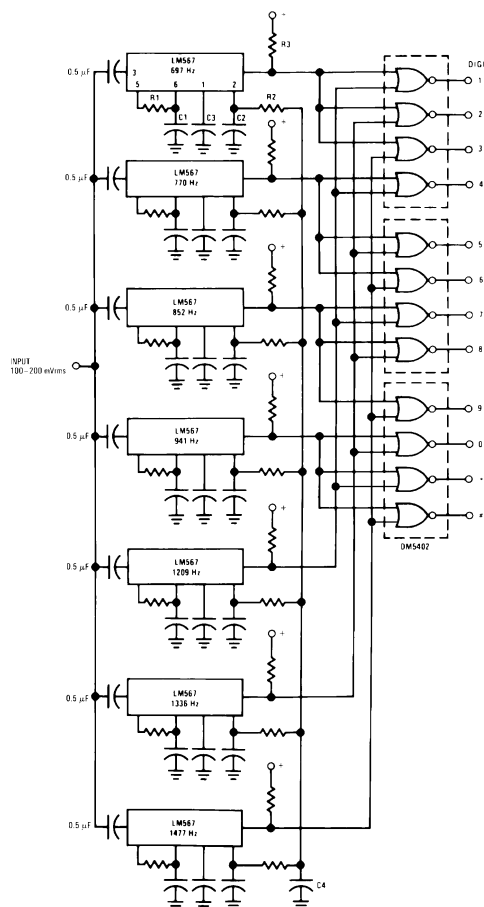 +
R3
DIGI
LM567
697 Hz
0.5 µF
3
5 6 1 2
R1
R2
C1 C3 C2
1
+
2
3
LM567
770 Hz
0.5 µF
4
5
+
6
LM567
852 Hz
0.5 µF
7
8
INPUT
100–200 mVrms
+
9
LM567
941 Hz
0.5 µF
0
#
DM5402
+
LM567
1209 Hz
0.5 µF
+
LM567
1336 Hz
0.5 µF
+
LM567
1477 Hz
0.5 µF
C4